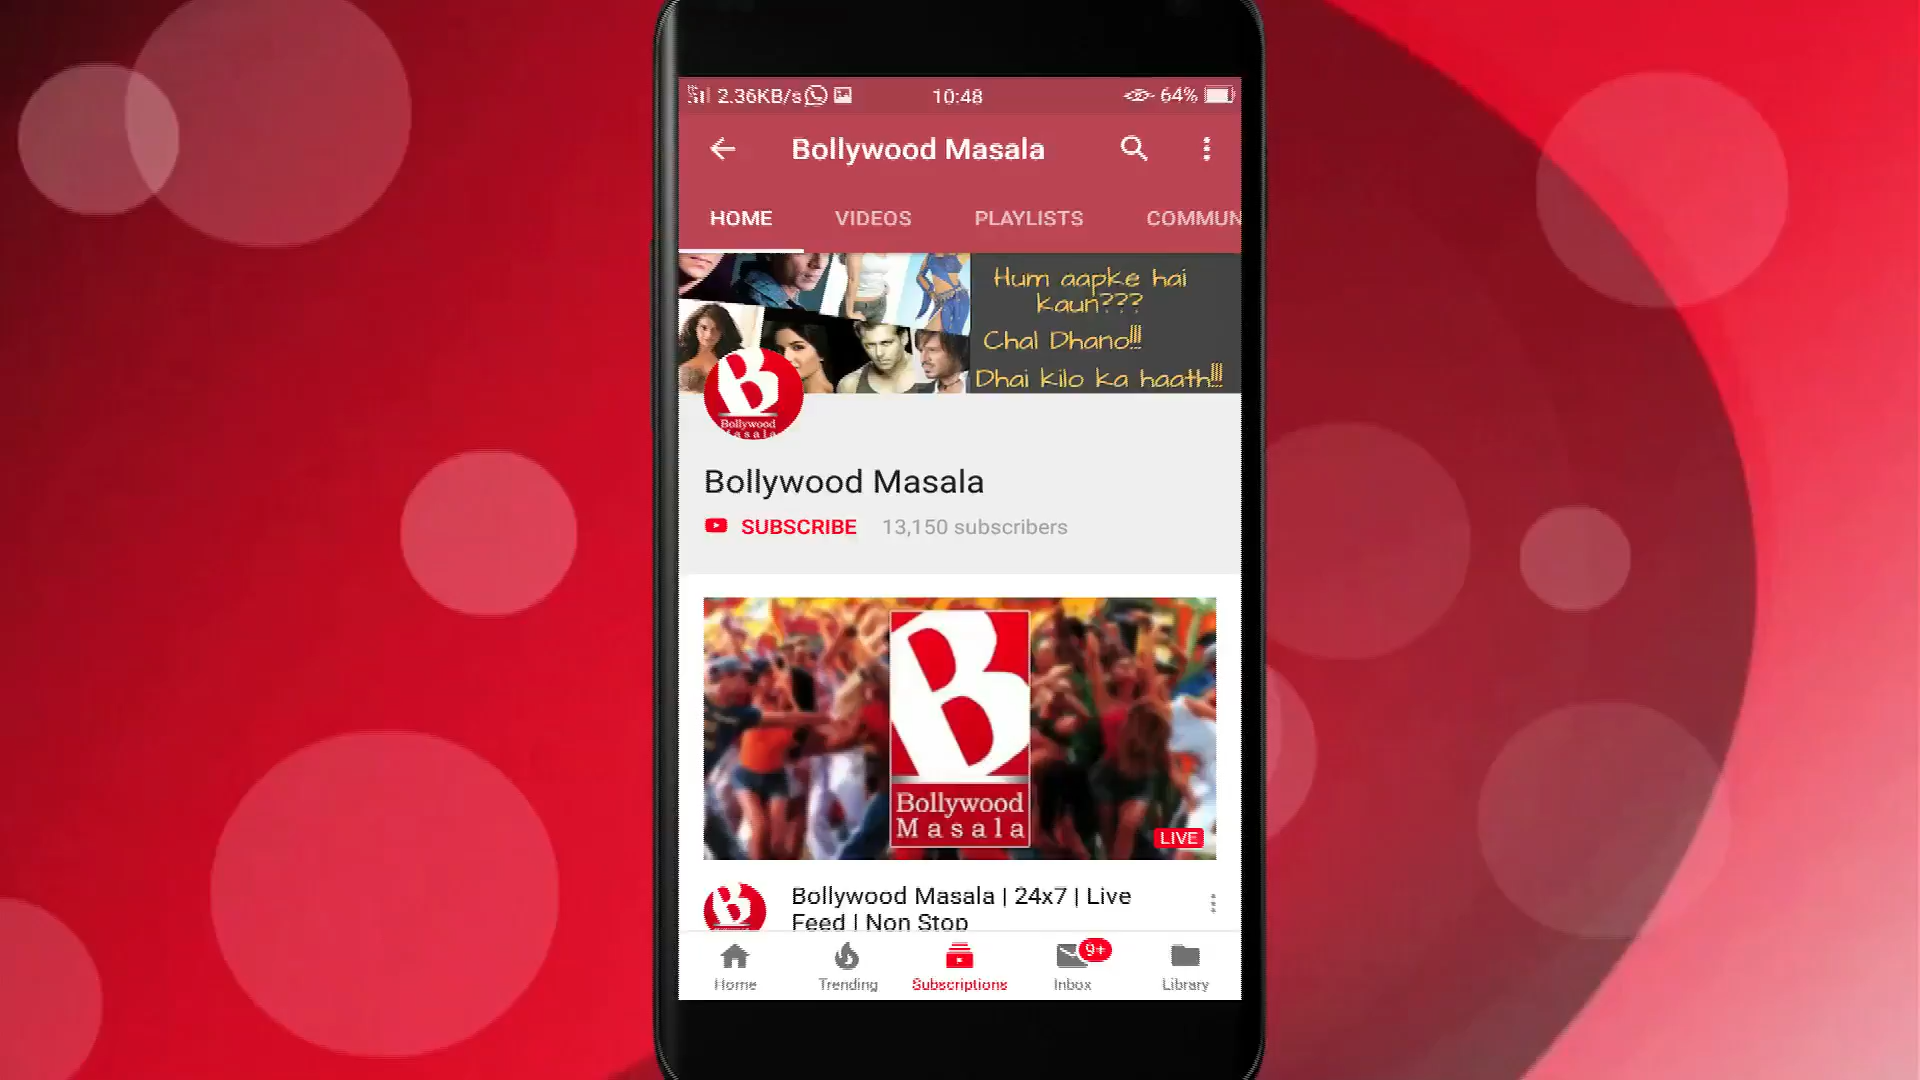 2.36KB/s 10:48 64%
Bollywood Masala
HOME VIDEOS PLAYLISTS COMMUN
Hum aapke hai
kaun???
Chal Dhano!!!
Dhai kilo ka haath!!!
B
Bollywood
Masala
Bollywood Masala
SUBSCRIBE 13,150 subscribers
B
Bollywood
Masala
LIVE
B
Bollywood Masala | 24x7 | Live
Feed | Non Stop
9+
Home Trending Subscriptions Inbox Library